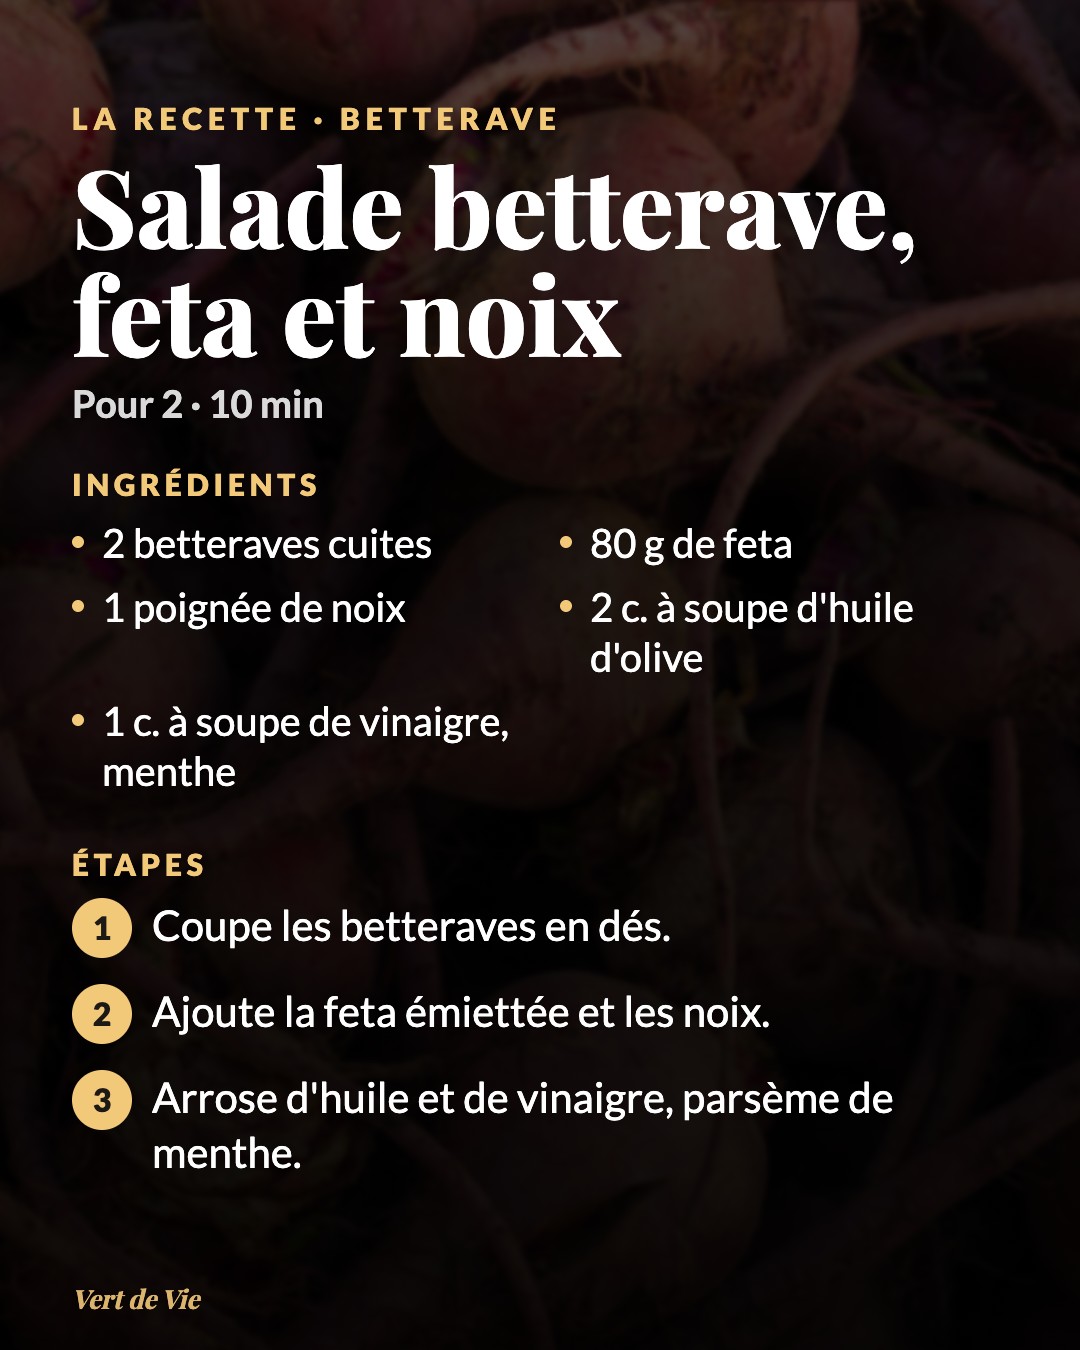 LA RECETTE · BETTERAVE
Salade betterave,
feta et noix
Pour 2 · 10 min
INGRÉDIENTS
• 2 betteraves cuites
• 80 g de feta
• 1 poignée de noix
• 2 c. à soupe d'huile
d'olive
• 1 c. à soupe de vinaigre,
menthe
ÉTAPES
1 Coupe les betteraves en dés.
2 Ajoute la feta émiettée et les noix.
3 Arrose d'huile et de vinaigre, parsème de
menthe.
Vert de Vie